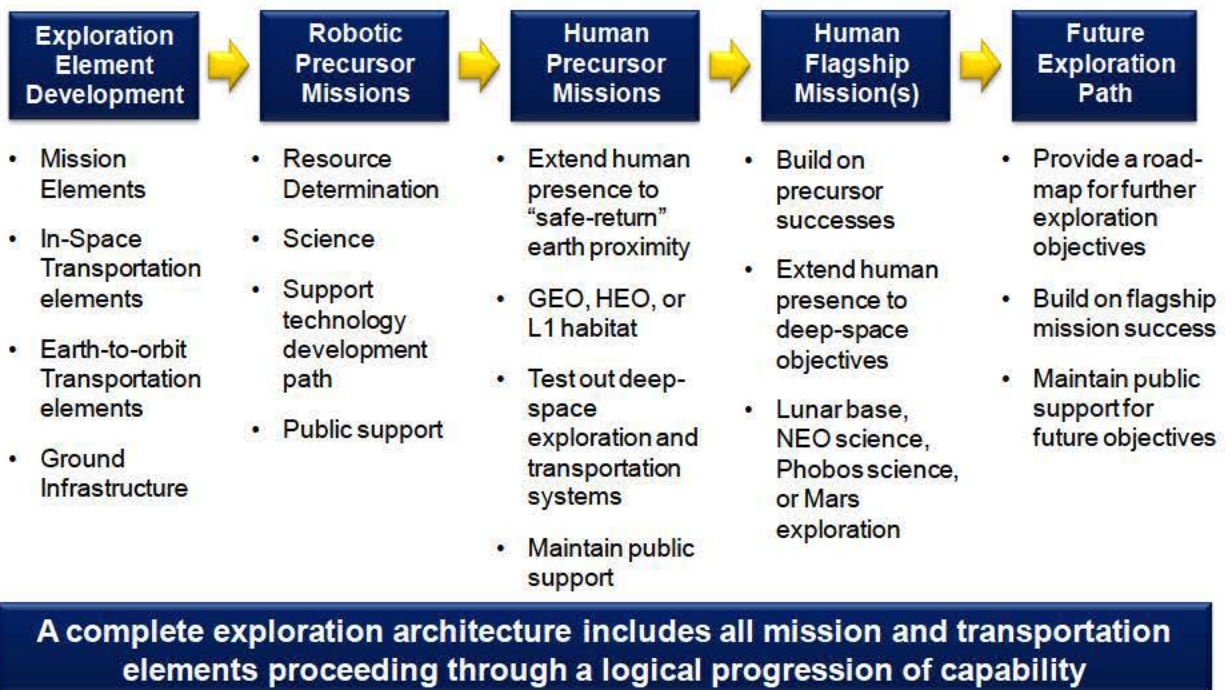 Exploration
Element
Development
• Mission
Elements
• In-Space
Transportation
elements
• Earth-to-orbit
Transportation
elements
• Ground
Infrastructure
Robotic
Precursor
Missions
• Resource
Determination
• Science
• Support
technology
development
path
• Public support
Human
Precursor
Missions
• Extend human
presence to
“safe-return”
earth proximity
• GEO, HEO, or
L1 habitat
• Test out deep-
space
exploration and
transportation
systems
• Maintain public
support
Human
Flagship
Mission(s)
• Build on
precursor
successes
• Extend human
presence to
deep-space
objectives
• Lunar base,
NEO science,
Phobos science,
or Mars
exploration
Future
Exploration
Path
• Provide a road-
map for further
exploration
objectives
• Build on flagship
mission success
• Maintain public
support for
future objectives
A complete exploration architecture includes all mission and transportation
elements proceeding through a logical progression of capability